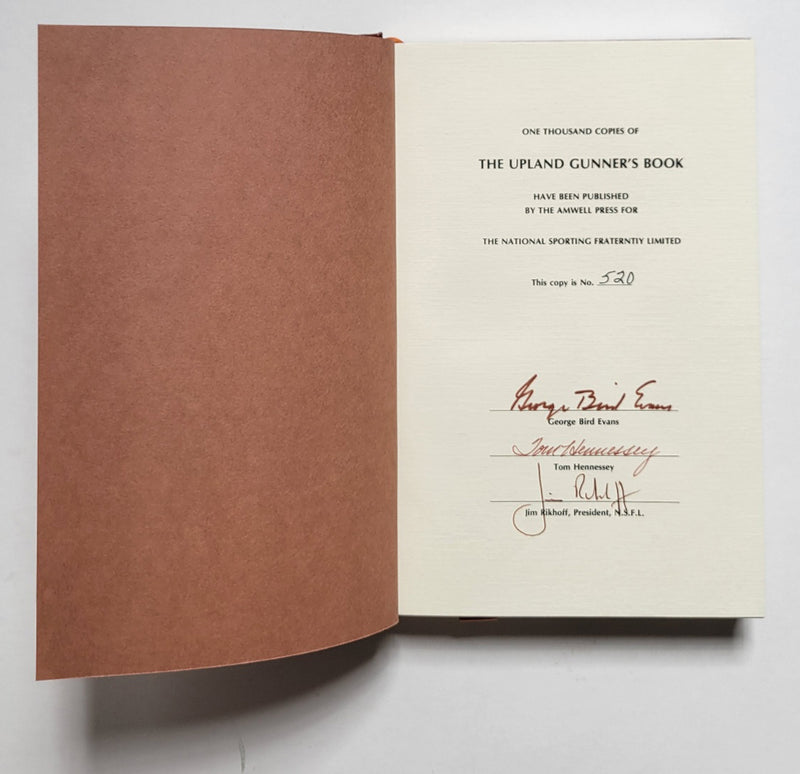 ONE THOUSAND COPIES OF
THE UPLAND GUNNER'S BOOK
HAVE BEEN PUBLISHED
BY THE AMWELL PRESS FOR
THE NATIONAL SPORTING FRATERNTIY LIMITED
This copy is No. 520
George Bird Evans
George Bird Evans
Tom Hennessey
Tom Hennessey
Jim Rikhoff
Jim Rikhoff, President, N.S.F.L.